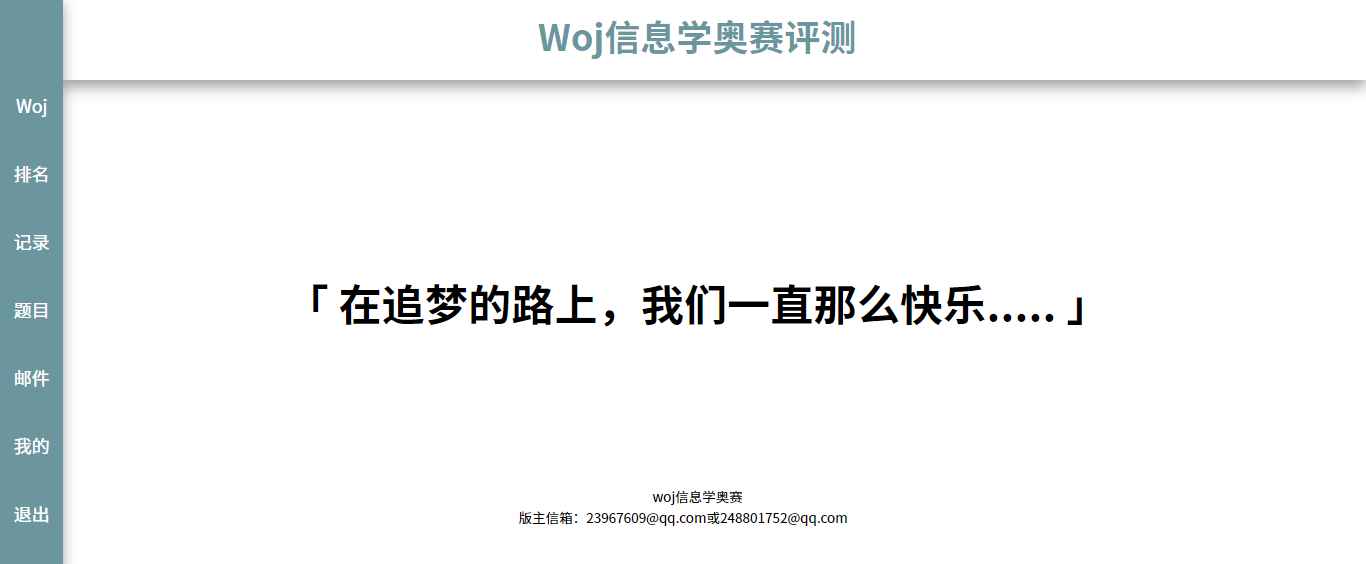 Woj信息学奥赛评测
Woj
排名
记录
题目
邮件
我的
退出
「 在追梦的路上，我们一直那么快乐..... 」
woj信息学奥赛
版主信箱：23967609@qq.com或248801752@qq.com